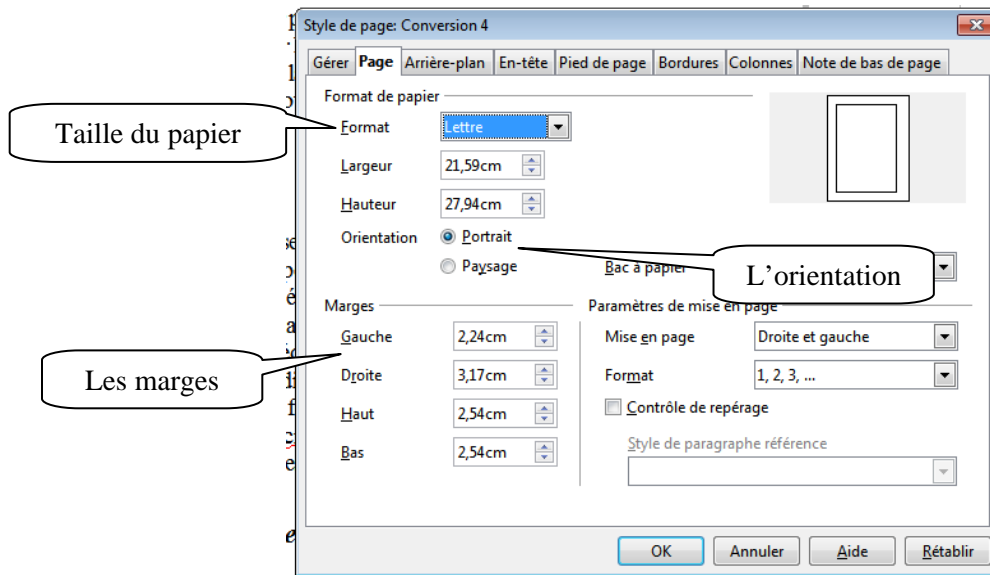 Style de page: Conversion 4
Gérer Page Arrière-plan En-tête Pied de page Bordures Colonnes Note de bas de page
Format de papier
Taille du papier
Format Lettre
Largeur 21,59cm
Hauteur 27,94cm
Orientation Portrait
Paysage Bac à papier
L'orientation
Marges Paramètres de mise en page
Gauche 2,24cm Mise en page Droite et gauche
Les marges
Droite 3,17cm Format 1, 2, 3, ...
Haut 2,54cm Contrôle de repérage
Bas 2,54cm Style de paragraphe référence
OK Annuler Aide Rétablir